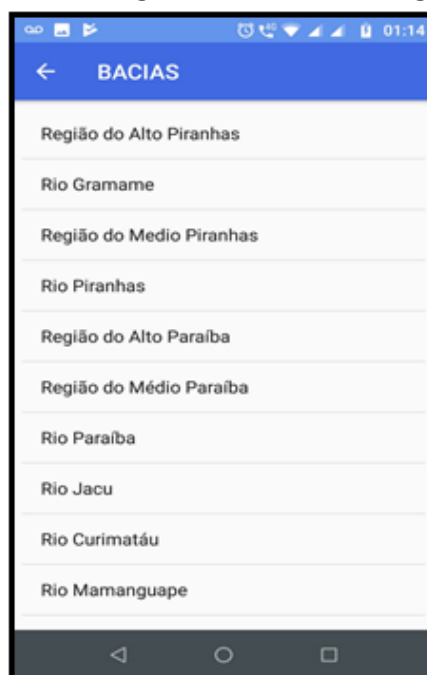 01:14
BACIAS
Região do Alto Piranhas
Rio Gramame
Região do Medio Piranhas
Rio Piranhas
Região do Alto Paraíba
Região do Médio Paraíba
Rio Paraíba
Rio Jacu
Rio Curimatáu
Rio Mamanguape